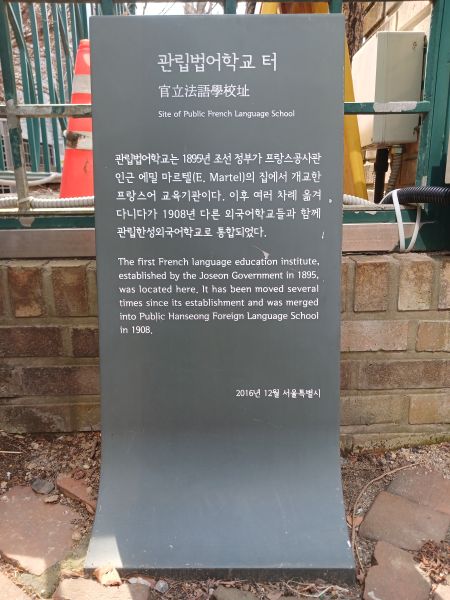 관립법어학교 터
官立法語學校址
Site of Public French Language School
관립법어학교는 1895년 조선 정부가 프랑스공사관
인근 에밀 마르텔(E. Martel)의 집에서 개교한
프랑스어 교육기관이다. 이후 여러 차례 옮겨
다니다가 1908년 다른 외국어학교들과 함께
관립한성외국어학교로 통합되었다.
The first French language education institute,
established by the Joseon Government in 1895,
was located here. It has been moved several
times since its establishment and was merged
into Public Hanseong Foreign Language School
in 1908.
2016년 12월 서울특별시